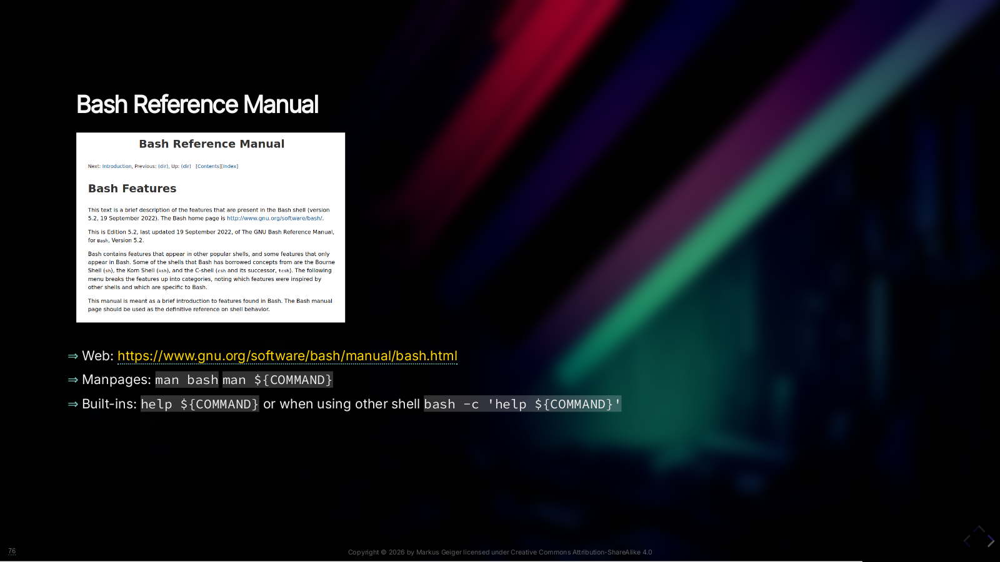 Bash Reference Manual
Bash Reference Manual
Next: Introduction, Previous: (dir), Up: (dir) [Contents][Index]
Bash Features
This text is a brief description of the features that are present in the Bash shell (version
5.2, 19 September 2022). The Bash home page is http://www.gnu.org/software/bash/.
This is Edition 5.2, last updated 19 September 2022, of The GNU Bash Reference Manual,
for Bash, Version 5.2.
Bash contains features that appear in other popular shells, and some features that only
appear in Bash. Some of the shells that Bash has borrowed concepts from are the Bourne
Shell (sh), the Korn Shell (ksh), and the C-shell (csh and its successor, tcsh). The following
menu breaks the features up into categories, noting which features were inspired by
other shells and which are specific to Bash.
This manual is meant as a brief introduction to features found in Bash. The Bash manual
page should be used as the definitive reference on shell behavior.
⇒ Web: https://www.gnu.org/software/bash/manual/bash.html
⇒ Manpages: man bash man ${COMMAND}
⇒ Built-ins: help ${COMMAND} or when using other shell bash -c 'help ${COMMAND}'
76
Copyright © 2026 by Markus Geiger licensed under Creative Commons Attribution-ShareAlike 4.0